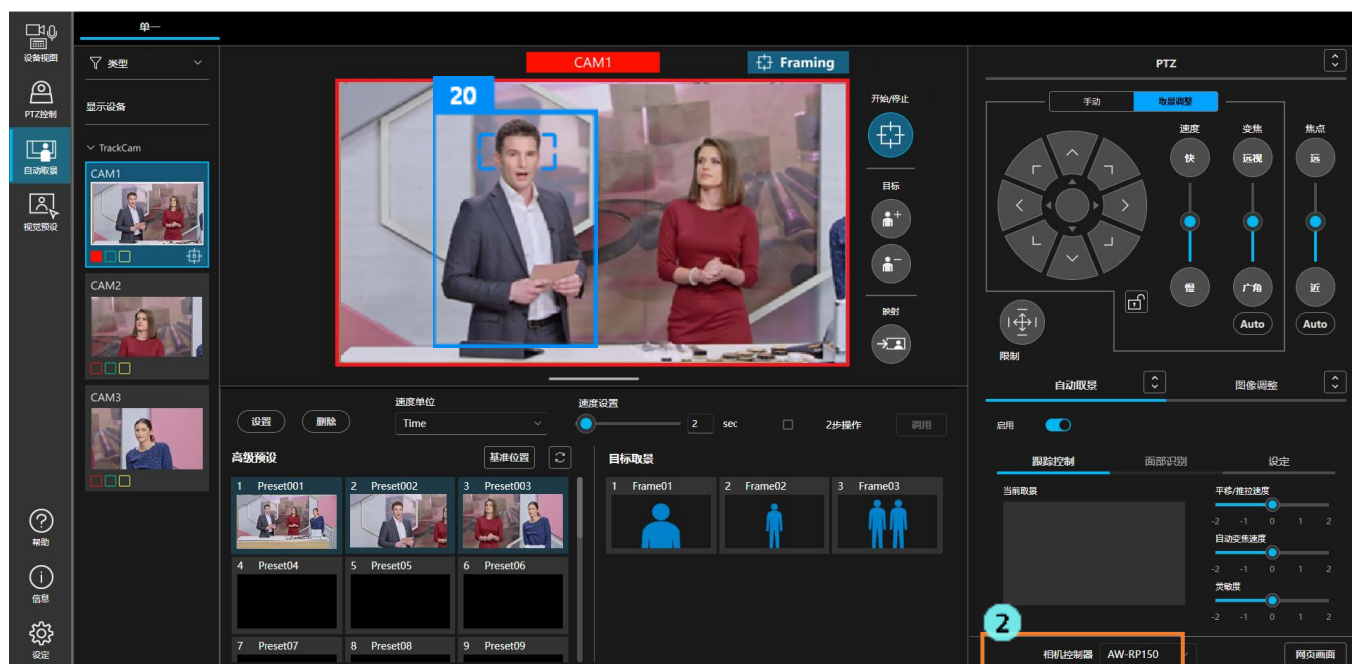 设备视图
PTZ控制
自动取景
视觉预设
帮助
信息
设定
单一
类型
显示设备
TrackCam
CAM1
CAM2
CAM3
CAM1
Framing
20
开始/停止
目标
映射
设置
删除
速度单位
Time
速度设置
2 sec
2步操作
调用
高级预设
基准位置
1 Preset001
2 Preset002
3 Preset003
4 Preset04
5 Preset05
6 Preset06
7 Preset07
8 Preset08
9 Preset09
目标取景
1 Frame01
2 Frame02
3 Frame03
PTZ
手动
取景调整
速度
变焦
焦点
快
远视
远
慢
广角
近
Auto
Auto
限制
自动取景
图像调整
启用
跟踪控制
面部识别
设定
当前取景
平移/推拉速度
-2 -1 0 1 2
自动变焦速度
-2 -1 0 1 2
灵敏度
-2 -1 0 1 2
2
相机控制器 AW-RP150
网页画面